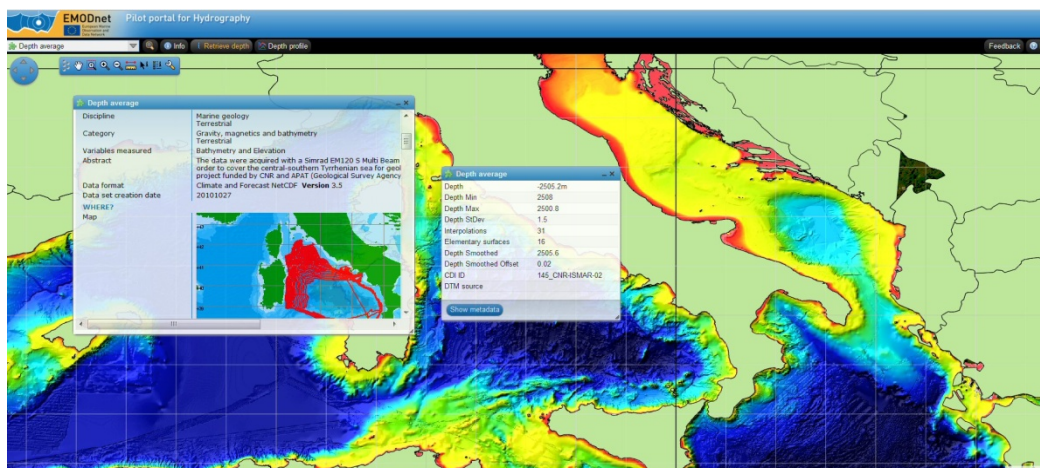 EMODnet
Pilot portal for Hydrography
European Marine
Observation and
Data Network
Depth average
Info
Retrieve depth
Depth profile
Feedback
Depth average
Discipline
Marine geology
Terrestrial
Category
Gravity, magnetics and bathymetry
Terrestrial
Variables measured
Bathymetry and Elevation
Abstract
The data were acquired with a Simrad EM120 S Multi Beam
order to cover the central-southern Tyrrhenian sea for geol
project funded by CNR and APAT (Geological Survey Agency
Data format
Climate and Forecast NetCDF Version 3.5
Data set creation date
20101027
WHERE?
Map
Depth average
Depth -2505.2m
Depth Min 2508
Depth Max 2500.8
Depth StDev 1.5
Interpolations 31
Elementary surfaces 16
Depth Smoothed 2505.6
Depth Smoothed Offset 0.02
CDI ID 145_CNR-ISMAR-02
DTM source
Show metadata